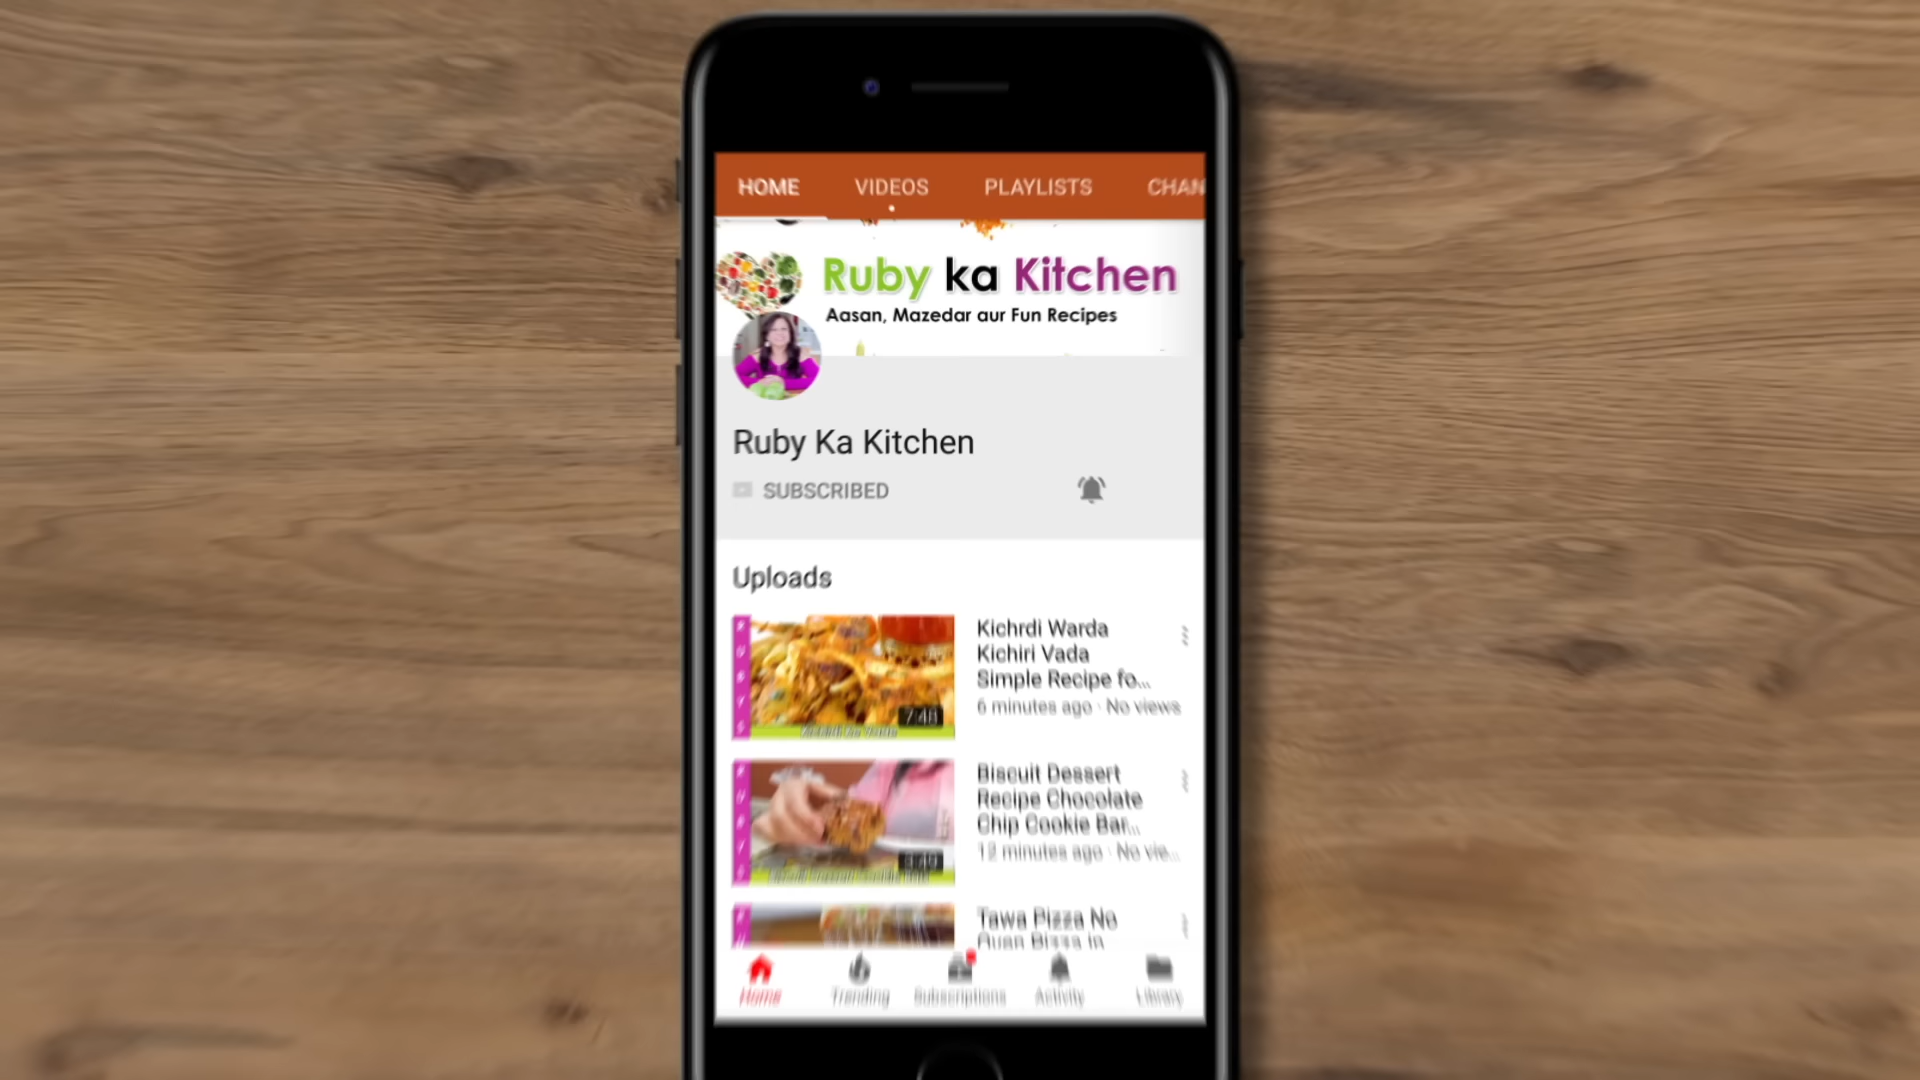 HOME VIDEOS PLAYLISTS CHAN
Ruby ka Kitchen
Aasan, Mazedar aur Fun Recipes
Ruby Ka Kitchen
SUBSCRIBED
Uploads
Kichrdi Warda
Kichiri Vada
Simple Recipe fo...
6 minutes ago · No views
7:48
Biscuit Dessert
Recipe Chocolate
Chip Cookie Bar...
12 minutes ago · No vie...
Tawa Pizza No
Home Trending Subscriptions Activity Library